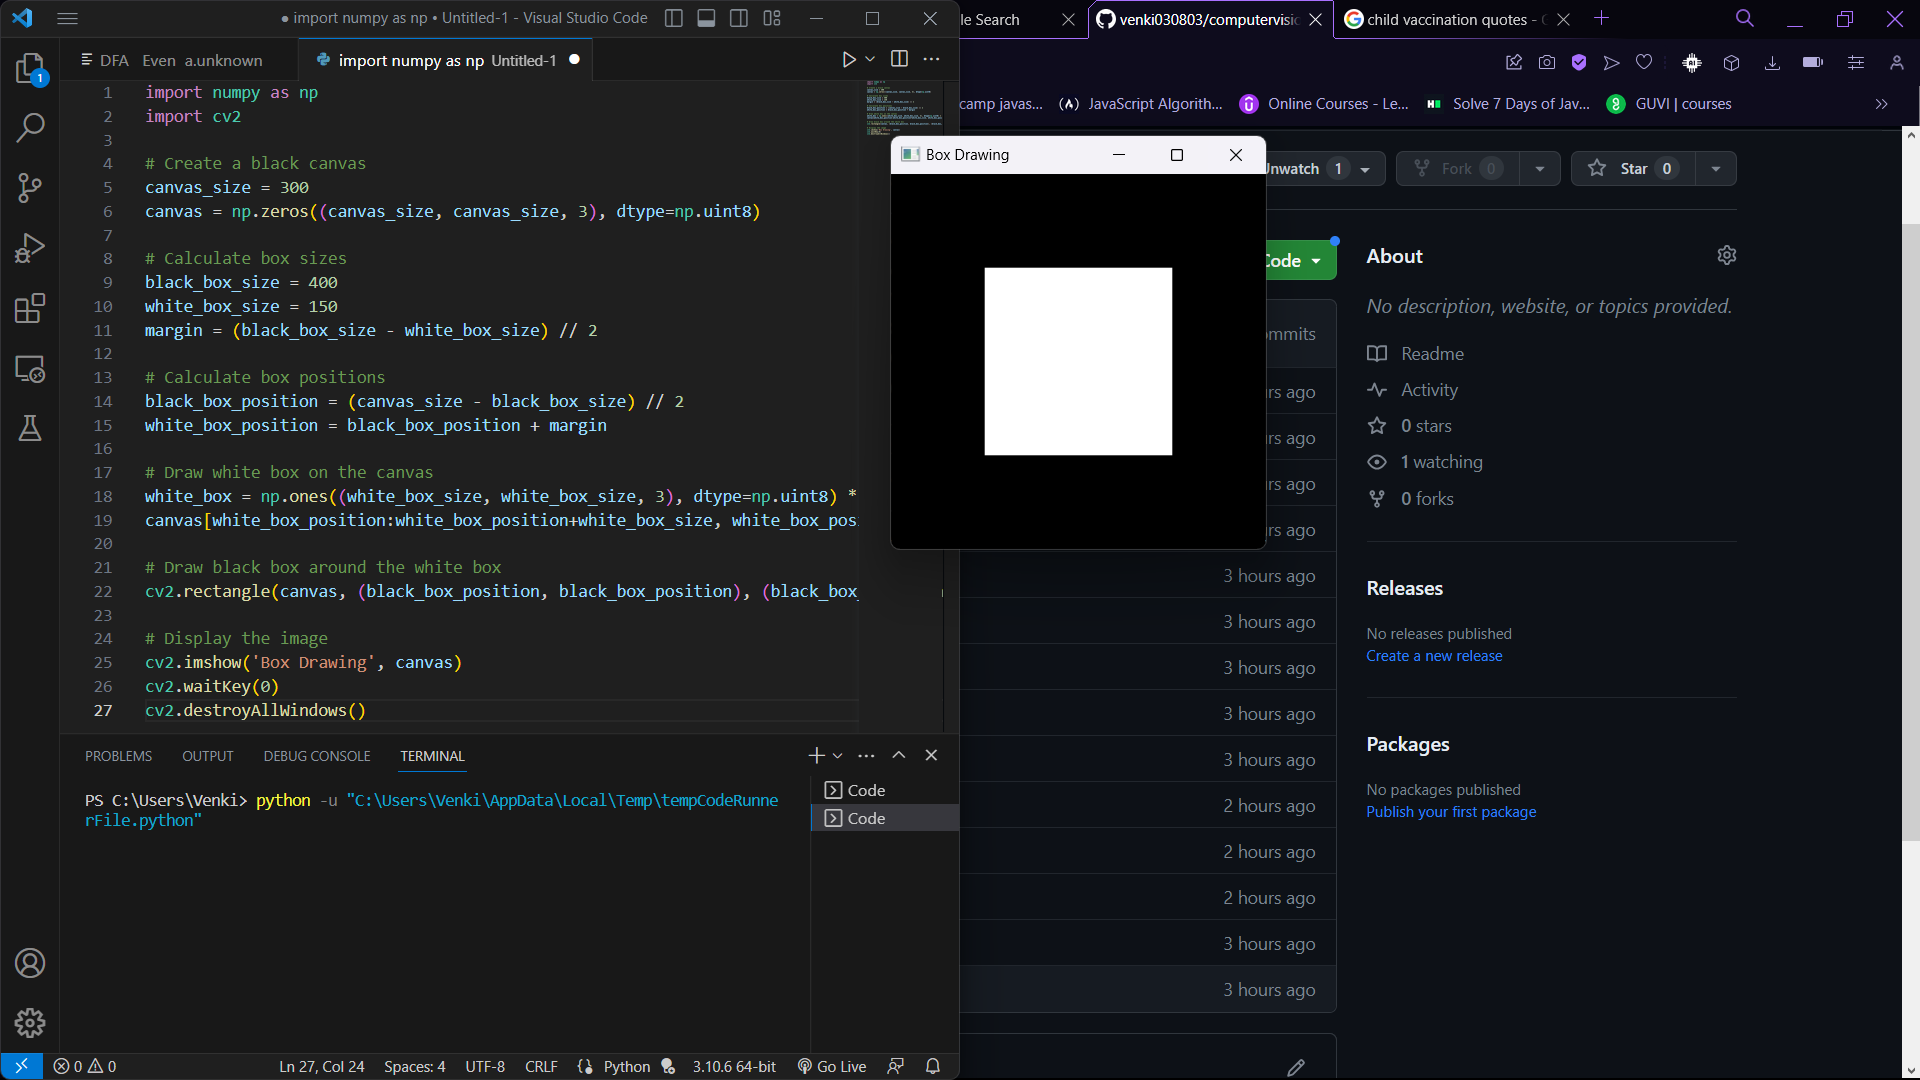 import numpy as np • Untitled-1 - Visual Studio Code
DFA Even a.unknown
import numpy as np Untitled-1
1 import numpy as np
2 import cv2
3
4 # Create a black canvas
5 canvas_size = 300
6 canvas = np.zeros((canvas_size, canvas_size, 3), dtype=np.uint8)
7
8 # Calculate box sizes
9 black_box_size = 400
10 white_box_size = 150
11 margin = (black_box_size - white_box_size) // 2
12
13 # Calculate box positions
14 black_box_position = (canvas_size - black_box_size) // 2
15 white_box_position = black_box_position + margin
16
17 # Draw white box on the canvas
18 white_box = np.ones((white_box_size, white_box_size, 3), dtype=np.uint8) *
19 canvas[white_box_position:white_box_position+white_box_size, white_box_pos
20
21 # Draw black box around the white box
22 cv2.rectangle(canvas, (black_box_position, black_box_position), (black_box_
23
24 # Display the image
25 cv2.imshow('Box Drawing', canvas)
26 cv2.waitKey(0)
27 cv2.destroyAllWindows()
PROBLEMS OUTPUT DEBUG CONSOLE TERMINAL
PS C:\Users\Venki> python -u "C:\Users\Venki\AppData\Local\Temp\tempCodeRunne
rFile.python"
Code
Code
1
0 0 Ln 27, Col 24 Spaces: 4 UTF-8 CRLF Python 3.10.6 64-bit Go Live
le Search venki030803/computervisi child vaccination quotes -
camp javas... JavaScript Algorith... Online Courses - Le... Solve 7 Days of Jav... GUVI | courses
Box Drawing
Unwatch 1 Fork 0 Star 0
Code
ommits
rs ago
rs ago
rs ago
rs ago
3 hours ago
3 hours ago
3 hours ago
3 hours ago
3 hours ago
2 hours ago
2 hours ago
2 hours ago
3 hours ago
3 hours ago
About
No description, website, or topics provided.
Readme
Activity
0 stars
1 watching
0 forks
Releases
No releases published
Create a new release
Packages
No packages published
Publish your first package